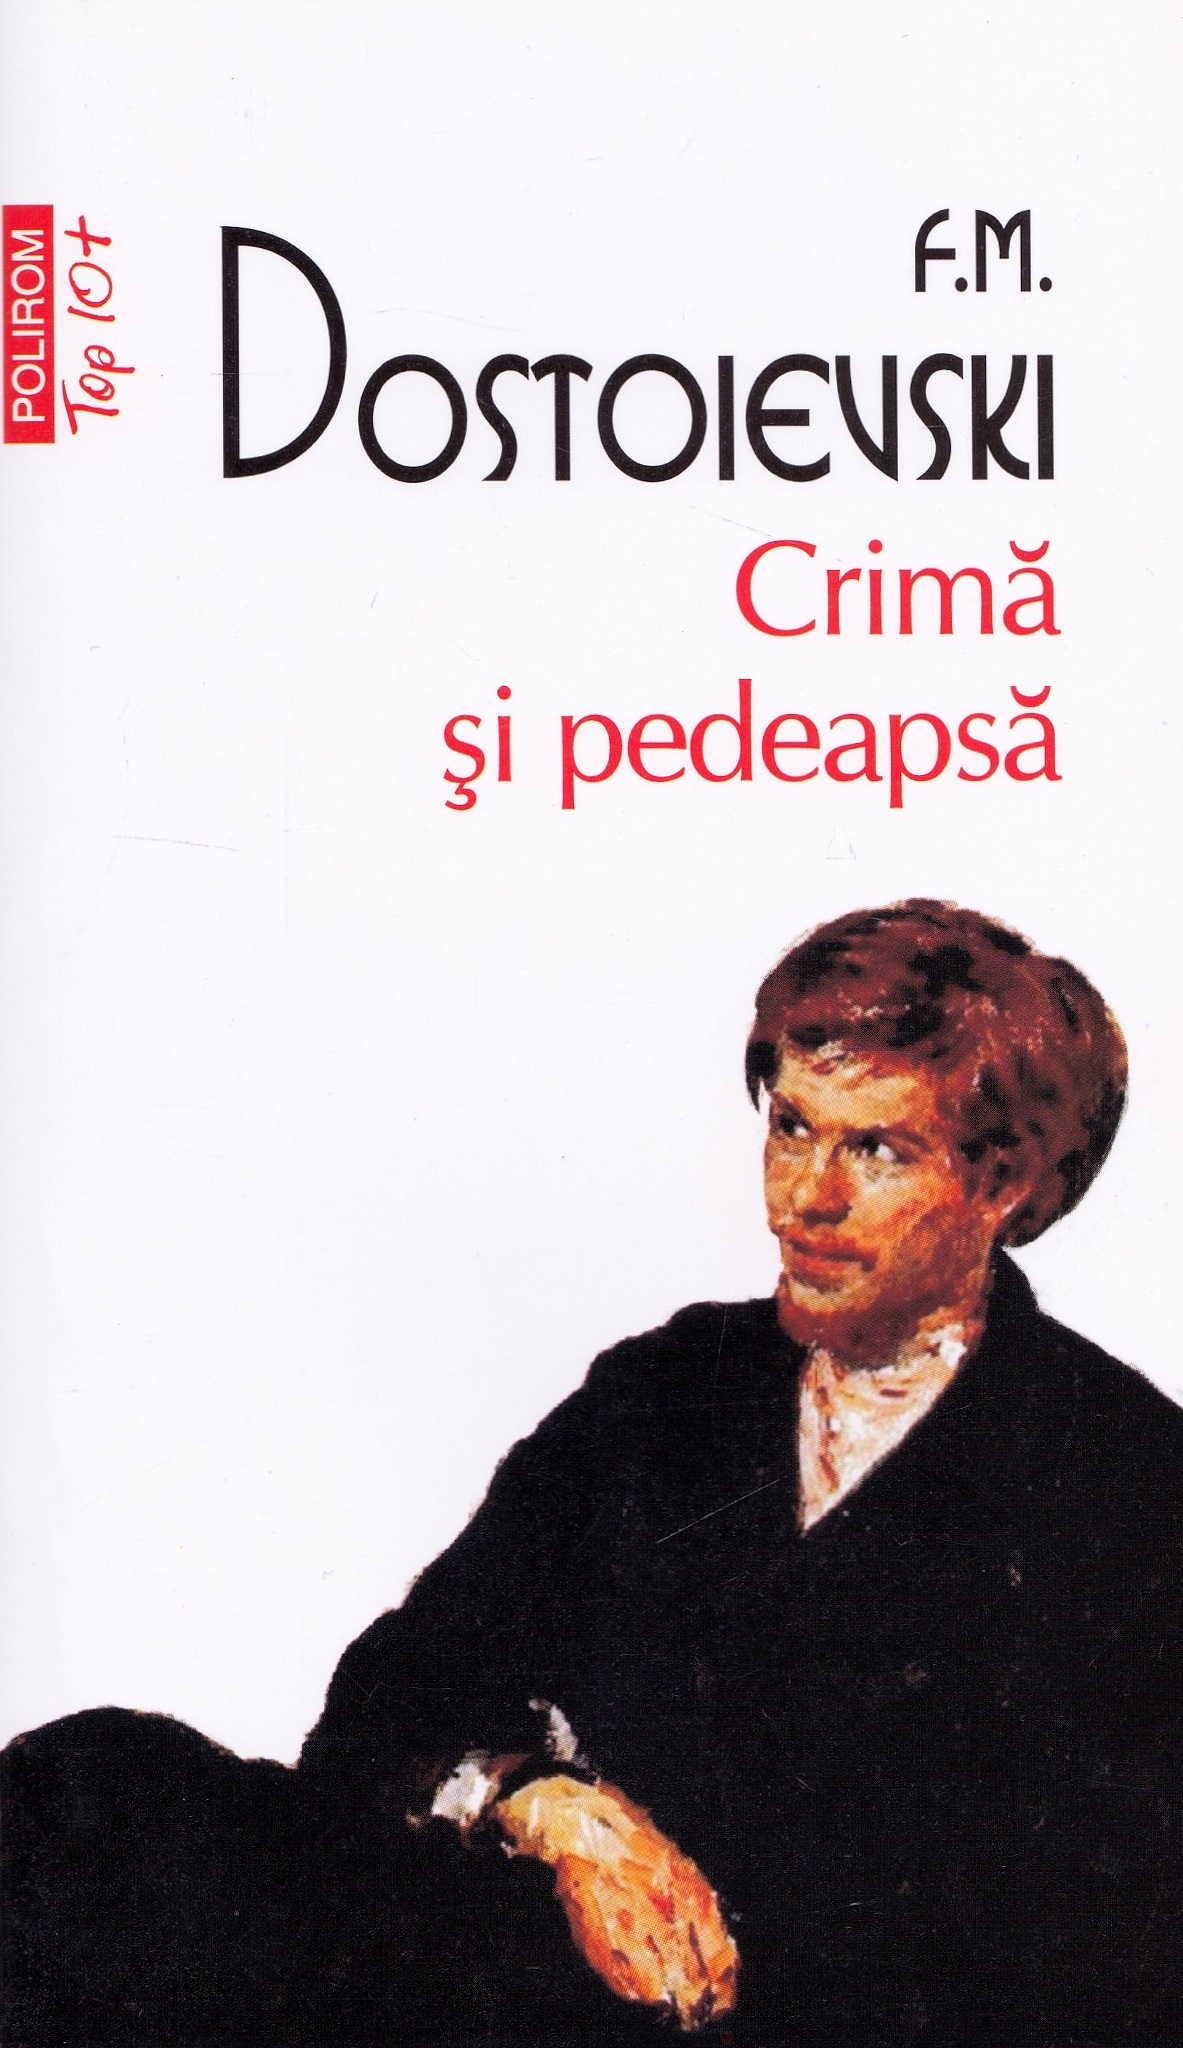 POLIROM
Top 10+
F.M.
DOSTOIEVSKI
Crimă
şi pedeapsă